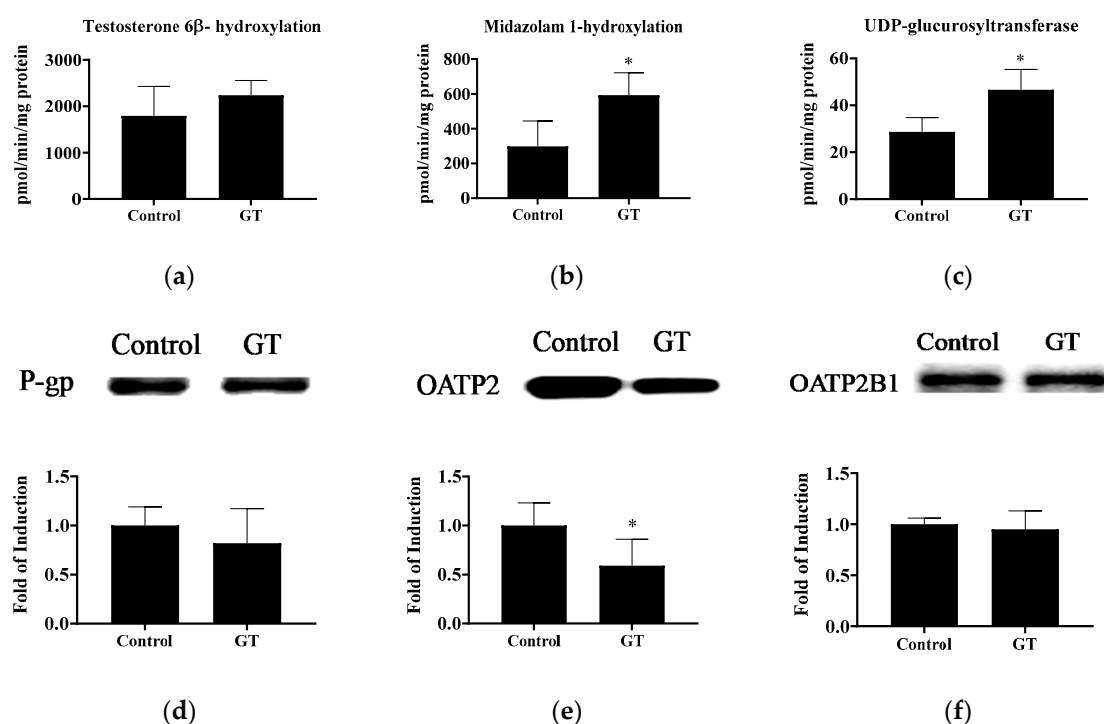 Testosterone 6β- hydroxylation
pmol/min/mg protein
3000
2000
1000
0
Control GT
(a)
Midazolam 1-hydroxylation
pmol/min/mg protein
800
*
600
400
200
0
Control GT
(b)
UDP-glucurosyltransferase
pmol/min/mg protein
60
*
40
20
0
Control GT
(c)
Control GT
P-gp
Fold of Induction
1.5
1.0
0.5
0.0
Control GT
(d)
Control GT
OATP2
Fold of Induction
1.5
1.0
*
0.5
0.0
Control GT
(e)
Control GT
OATP2B1
Fold of Induction
1.5
1.0
0.5
0.0
Control GT
(f)